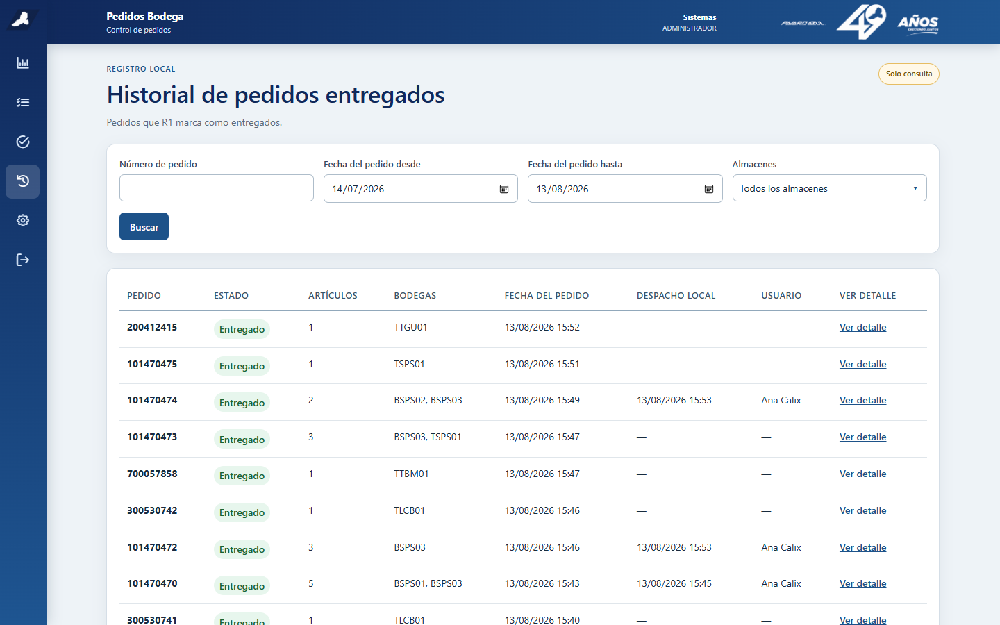 Pedidos Bodega
Control de pedidos
Sistemas
ADMINISTRADOR
49 AÑOS
REGISTRO LOCAL
Solo consulta
Historial de pedidos entregados
Pedidos que R1 marca como entregados.
Número de pedido
Fecha del pedido desde
Fecha del pedido hasta
Almacenes
14/07/2026
13/08/2026
Todos los almacenes
Buscar
PEDIDO ESTADO ARTÍCULOS BODEGAS FECHA DEL PEDIDO DESPACHO LOCAL USUARIO VER DETALLE
200412415 Entregado 1 TTGU01 13/08/2026 15:52 — — Ver detalle
101470475 Entregado 1 TSPS01 13/08/2026 15:51 — — Ver detalle
101470474 Entregado 2 BSPS02, BSPS03 13/08/2026 15:49 13/08/2026 15:53 Ana Calix Ver detalle
101470473 Entregado 3 BSPS03, TSPS01 13/08/2026 15:47 — — Ver detalle
700057858 Entregado 1 TTBM01 13/08/2026 15:47 — — Ver detalle
300530742 Entregado 1 TLCB01 13/08/2026 15:46 — — Ver detalle
101470472 Entregado 3 BSPS03 13/08/2026 15:46 13/08/2026 15:53 Ana Calix Ver detalle
101470470 Entregado 5 BSPS01, BSPS03 13/08/2026 15:43 13/08/2026 15:45 Ana Calix Ver detalle
300530741 Entregado 1 TLCB01 13/08/2026 15:40 — — Ver detalle